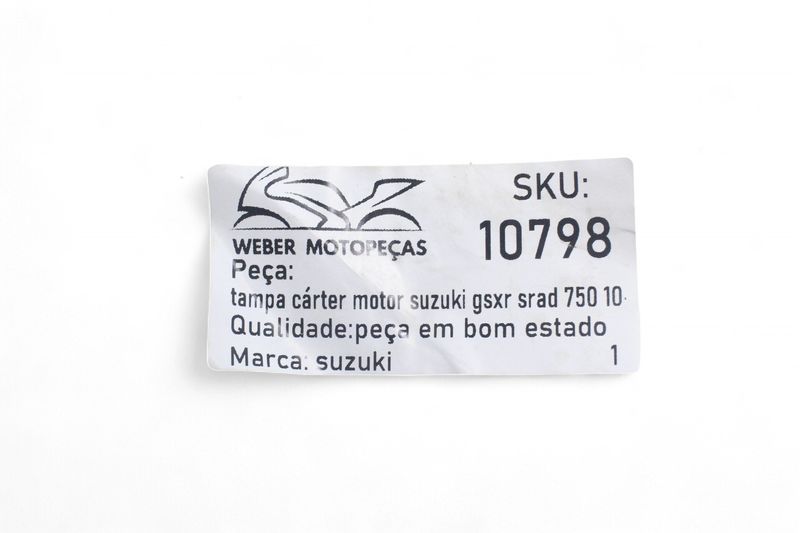 WEBER MOTOPEÇAS
SKU:
10798
Peça:
tampa cárter motor suzuki gsxr srad 750 10
Qualidade:peça em bom estado
Marca: suzuki 1